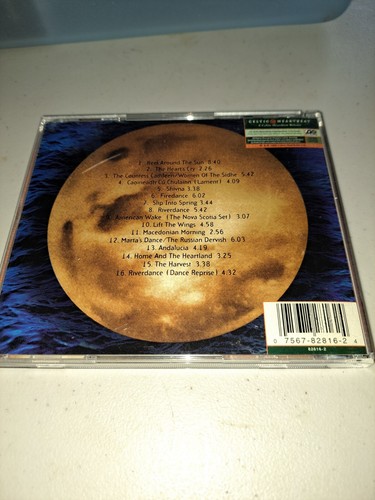 CELTIC HEARTBEAT
1. Reel Around The Sun 8.40
2. The Hearts Cry 2.26
3. The Countess Cathleen/Women Of The Sidhe 5.42
4. Caoineadh Cú Chulainn (Lament) 4.09
5. Shivna 3.38
6. Firedance 6.02
7. Slip Into Spring 3.44
8. Riverdance 5.42
9. American Wake (The Nova Scotia Set) 3.07
10. Lift The Wings 4.58
11. Macedonian Morning 2.56
12. Marta's Dance/The Russian Dervish 6.03
13. Andalucia 4.19
14. Home And The Heartland 3.25
15. The Harvest 3.38
16. Riverdance (Dance Reprise) 4.32
0 7567-82816-2 4
82816-2